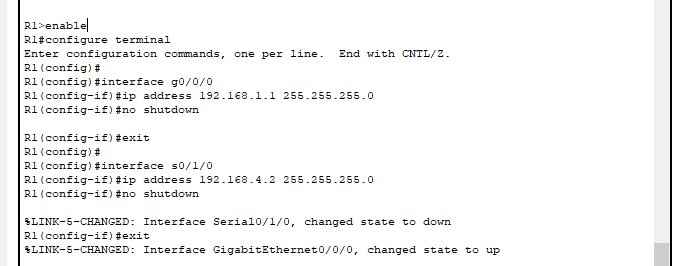 R1>enable
R1#configure terminal
Enter configuration commands, one per line.  End with CNTL/Z.
R1(config)#
R1(config)#interface g0/0/0
R1(config-if)#ip address 192.168.1.1 255.255.255.0
R1(config-if)#no shutdown
R1(config-if)#exit
R1(config)#
R1(config)#interface s0/1/0
R1(config-if)#ip address 192.168.4.2 255.255.255.0
R1(config-if)#no shutdown
%LINK-5-CHANGED: Interface Serial0/1/0, changed state to down
R1(config-if)#exit
%LINK-5-CHANGED: Interface GigabitEthernet0/0/0, changed state to up